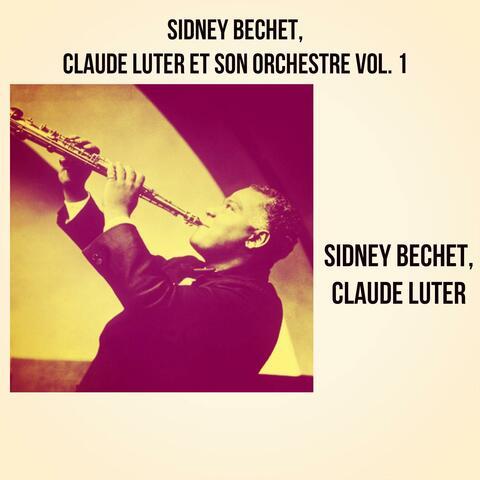 SIDNEY BECHET,
CLAUDE LUTER ET SON ORCHESTRE VOL. 1
SIDNEY BECHET,
CLAUDE LUTER